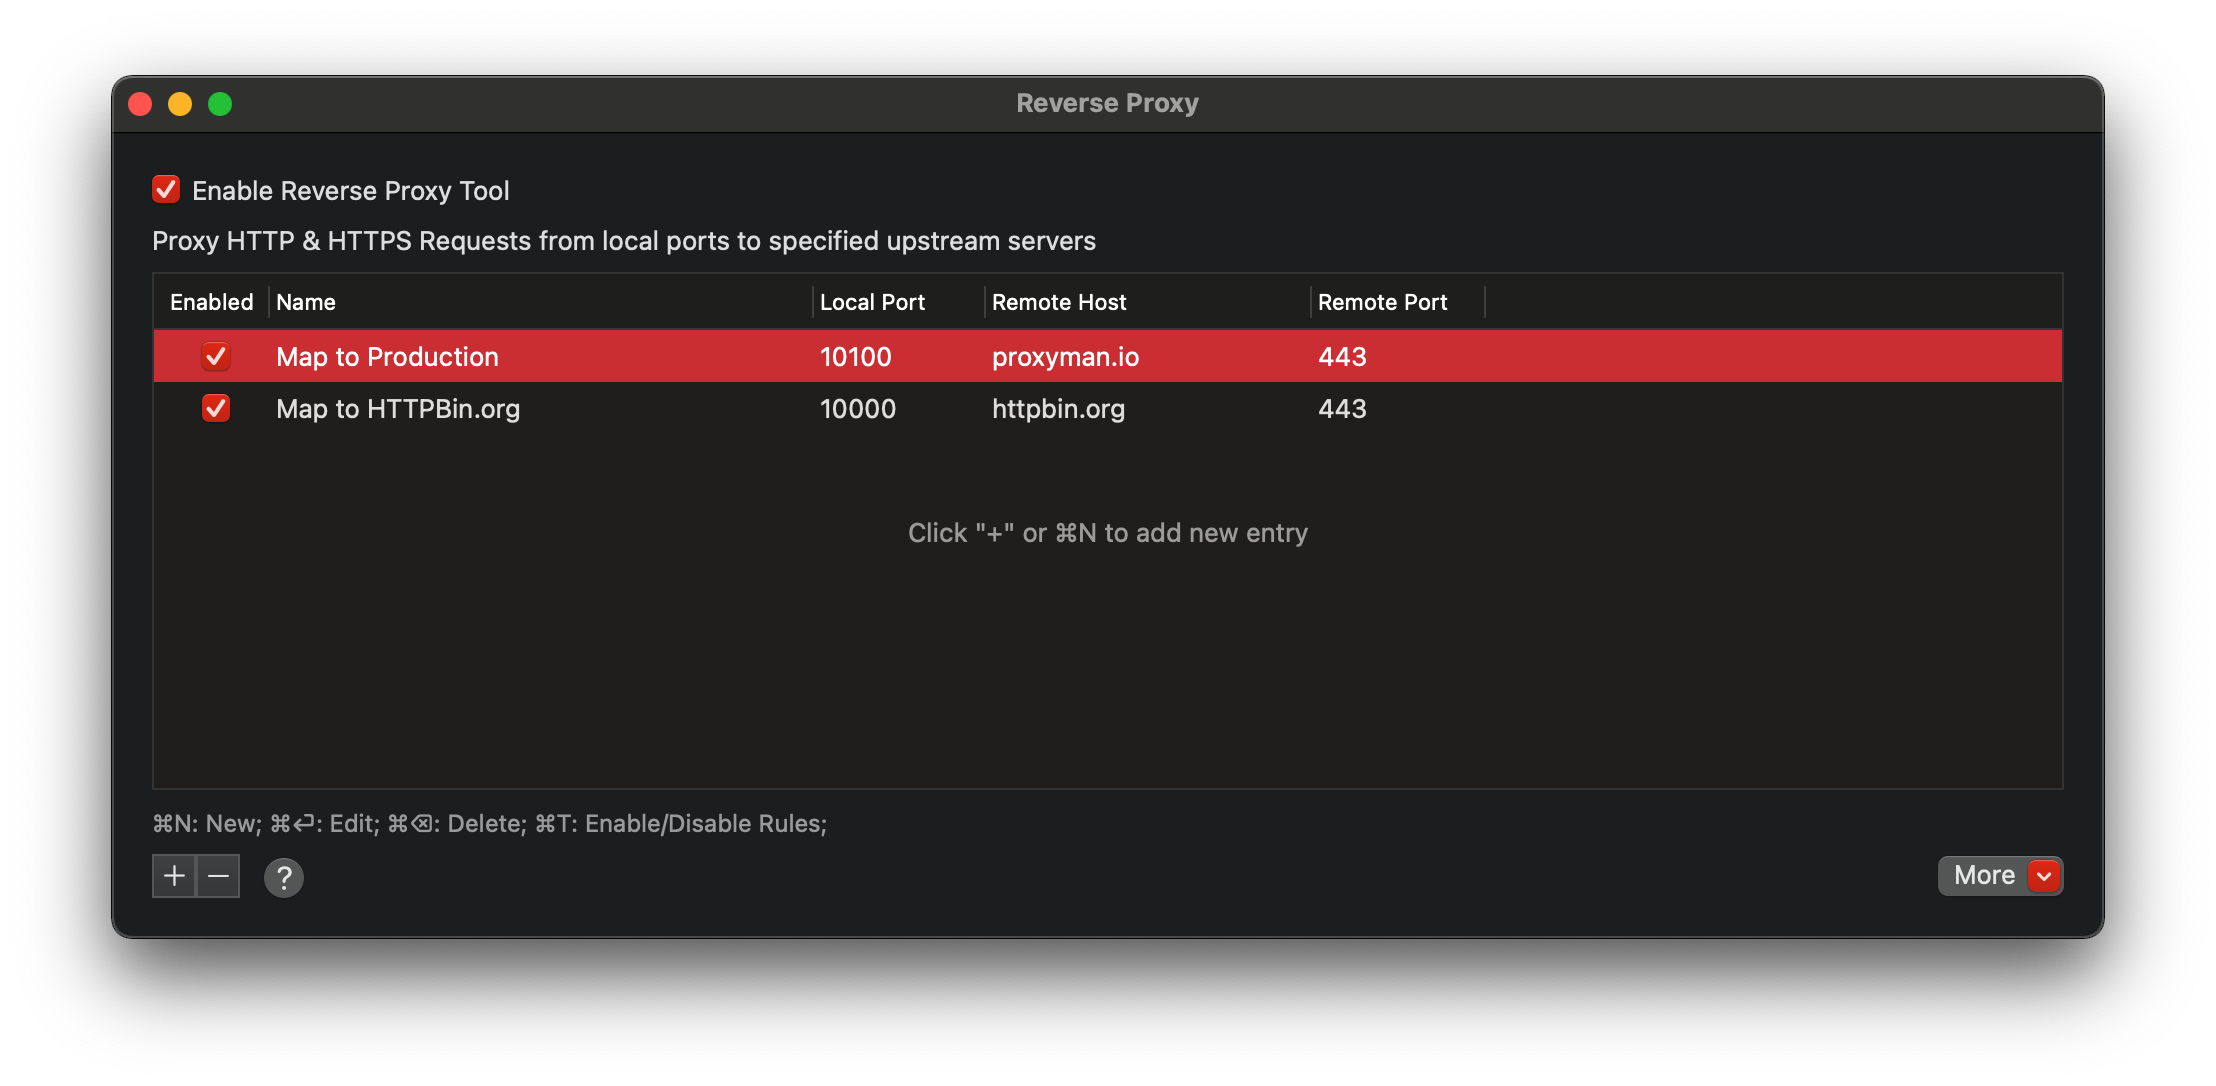 Reverse Proxy
Enable Reverse Proxy Tool
Proxy HTTP & HTTPS Requests from local ports to specified upstream servers
Enabled Name Local Port Remote Host Remote Port
Map to Production 10100 proxyman.io 443
Map to HTTPBin.org 10000 httpbin.org 443
Click "+" or ⌘N to add new entry
⌘N: New; ⌘⏎: Edit; ⌘⌫: Delete; ⌘T: Enable/Disable Rules;
+ − ? More